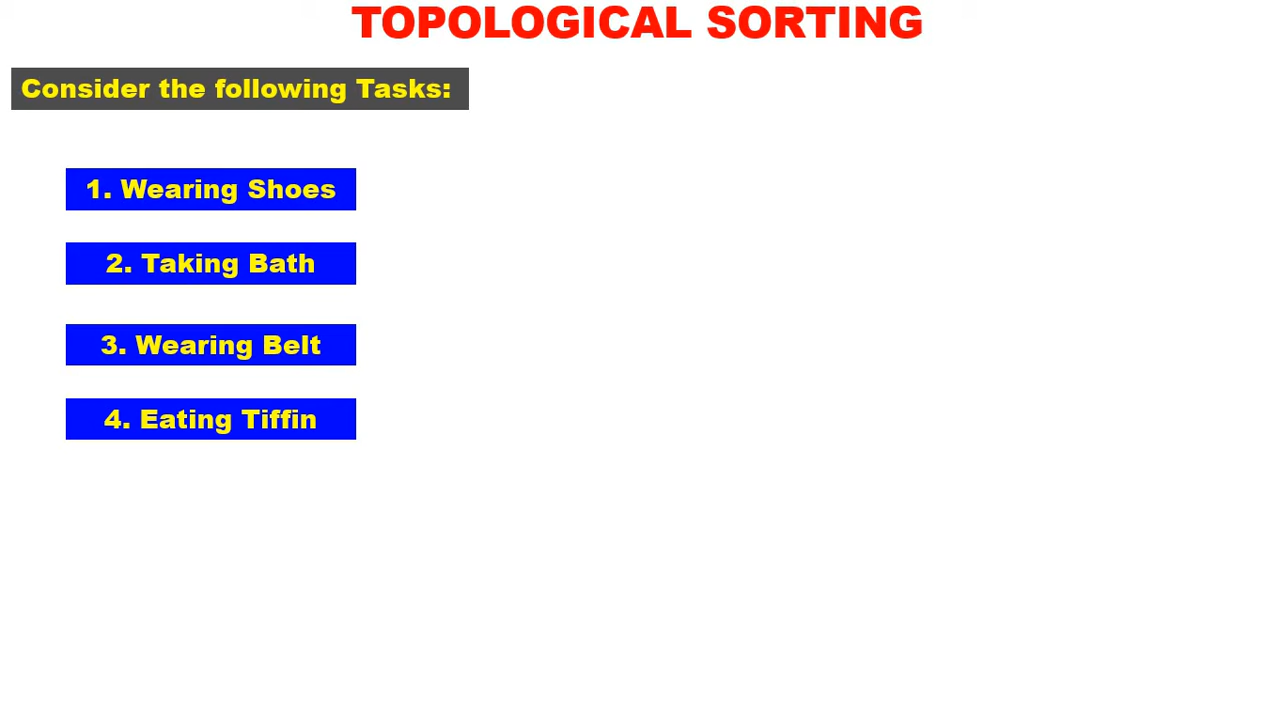 TOPOLOGICAL SORTING
Consider the following Tasks:
1. Wearing Shoes
2. Taking Bath
3. Wearing Belt
4. Eating Tiffin